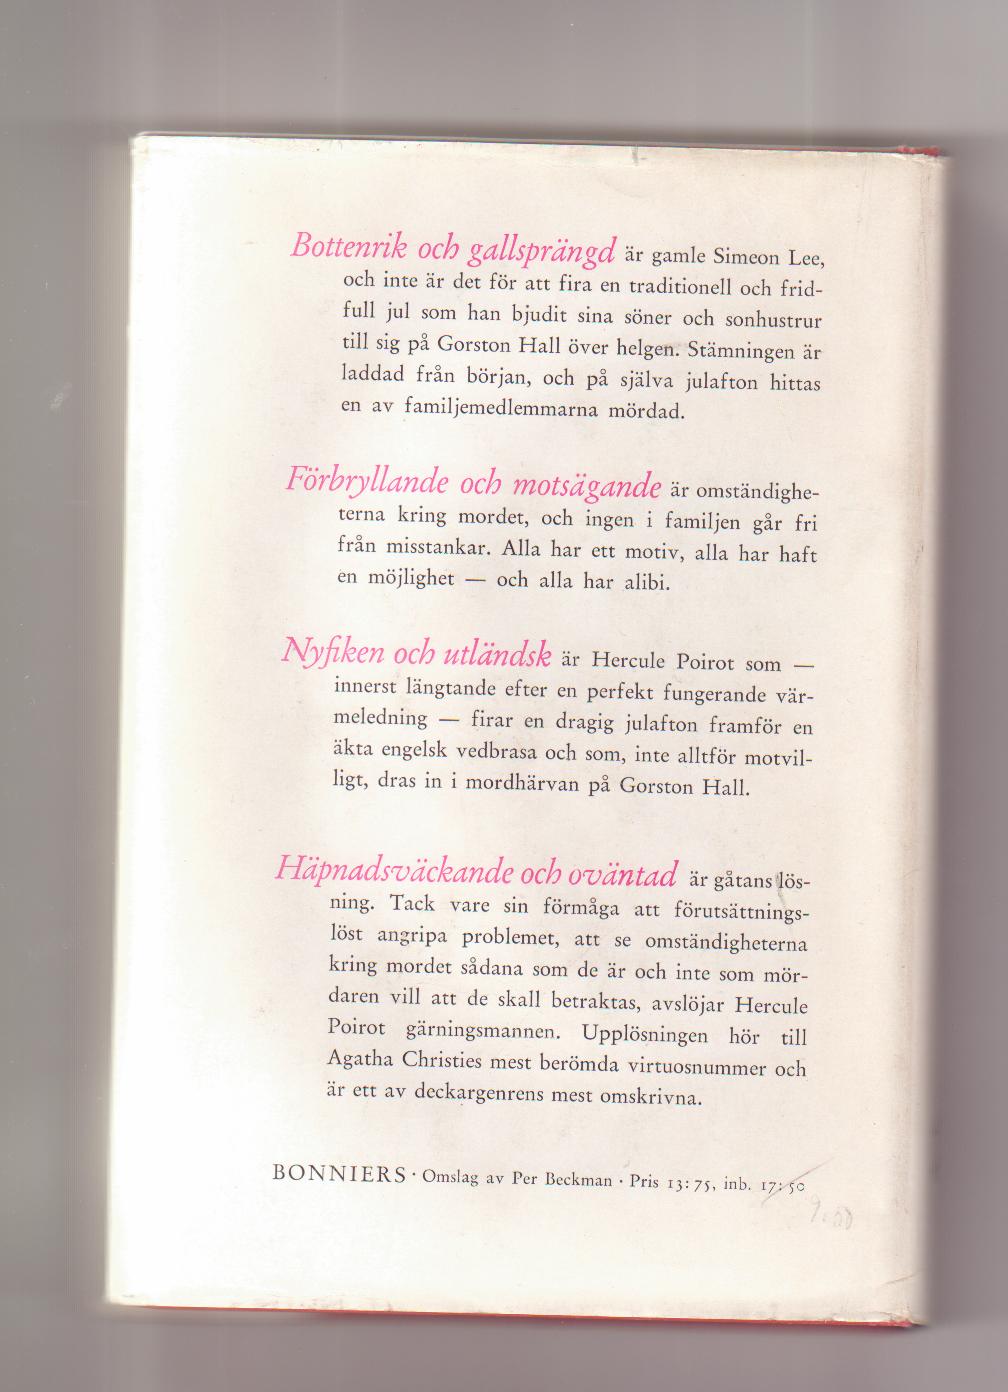 Bottenrik och gallsprängd är gamle Simeon Lee,
och inte är det för att fira en traditionell och frid-
full jul som han bjudit sina söner och sonhustrur
till sig på Gorston Hall över helgen. Stämningen är
laddad från början, och på själva julafton hittas
en av familjemedlemmarna mördad.
Förbryllande och motsägande är omständighe-
terna kring mordet, och ingen i familjen går fri
från misstankar. Alla har ett motiv, alla har haft
en möjlighet — och alla har alibi.
Nyfiken och utländsk är Hercule Poirot som —
innerst längtande efter en perfekt fungerande vär-
meledning — firar en dragig julafton framför en
äkta engelsk vedbrasa och som, inte alltför motvil-
ligt, dras in i mordhärvan på Gorston Hall.
Häpnadsväckande och oväntad är gåtans lös-
ning. Tack vare sin förmåga att förutsättnings-
löst angripa problemet, att se omständigheterna
kring mordet sådana som de är och inte som mör-
daren vill att de skall betraktas, avslöjar Hercule
Poirot gärningsmannen. Upplösningen hör till
Agatha Christies mest berömda virtuosnummer och
är ett av deckargenrens mest omskrivna.
BONNIERS · Omslag av Per Beckman · Pris 13:75, inb. 17:50
9.50